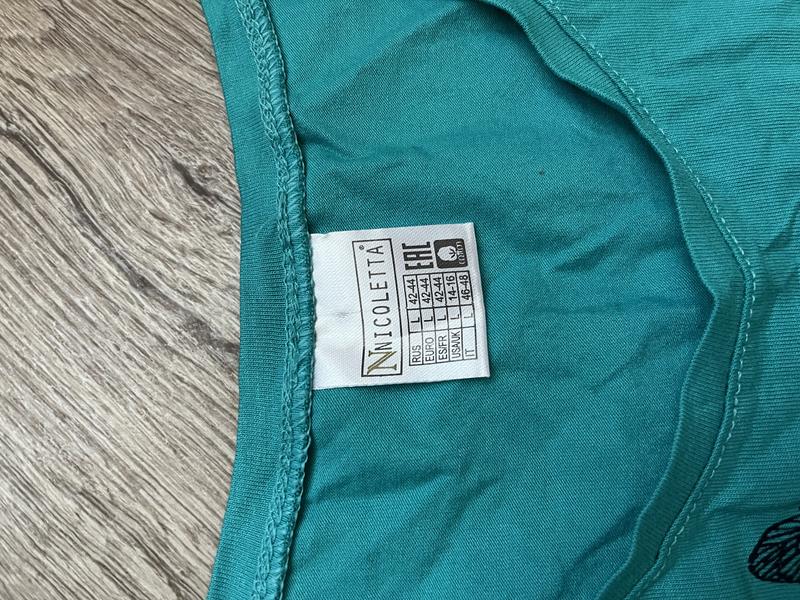 NICOLETTA®
EAC
COTTON
RUS L 42-44
EURO L 42-44
ES/FR L 42-44
USA/UK L 14-16
IT L 46-48